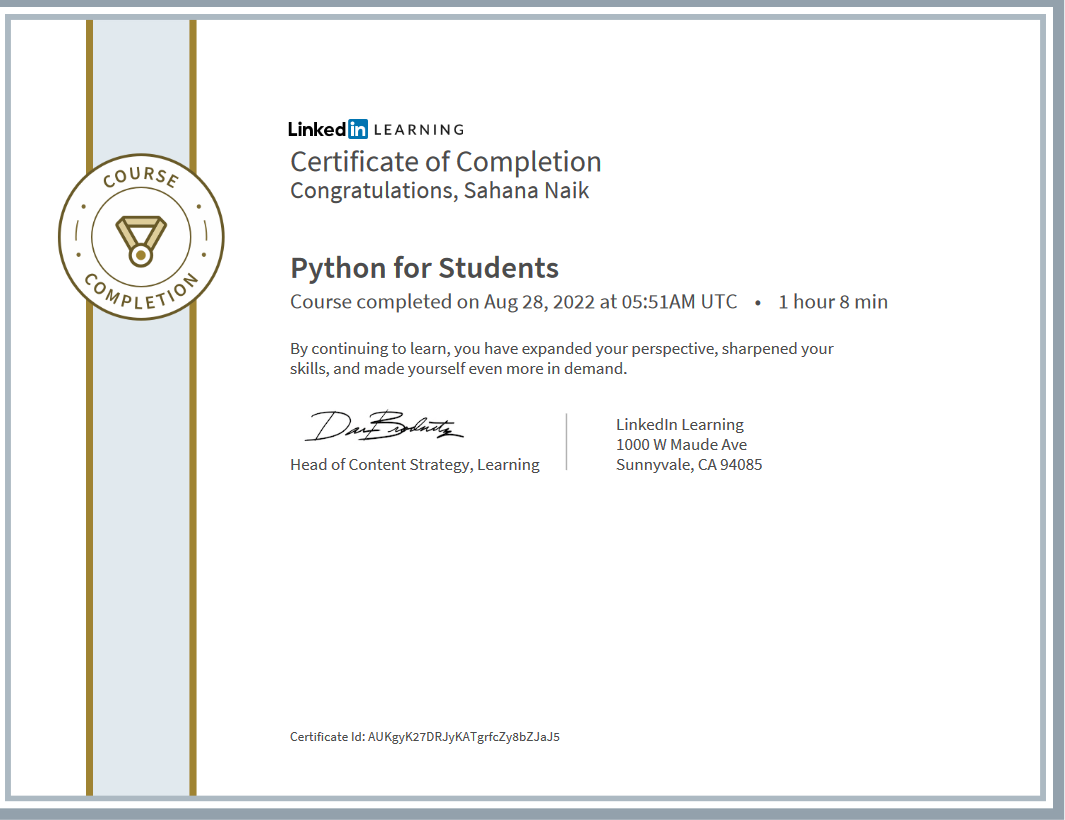 COURSE
COMPLETION
Linked in LEARNING
Certificate of Completion
Congratulations, Sahana Naik
Python for Students
Course completed on Aug 28, 2022 at 05:51AM UTC • 1 hour 8 min
By continuing to learn, you have expanded your perspective, sharpened your
skills, and made yourself even more in demand.
Head of Content Strategy, Learning
LinkedIn Learning
1000 W Maude Ave
Sunnyvale, CA 94085
Certificate Id: AUKgyK27DRJyKATgrfcZy8bZJaJ5